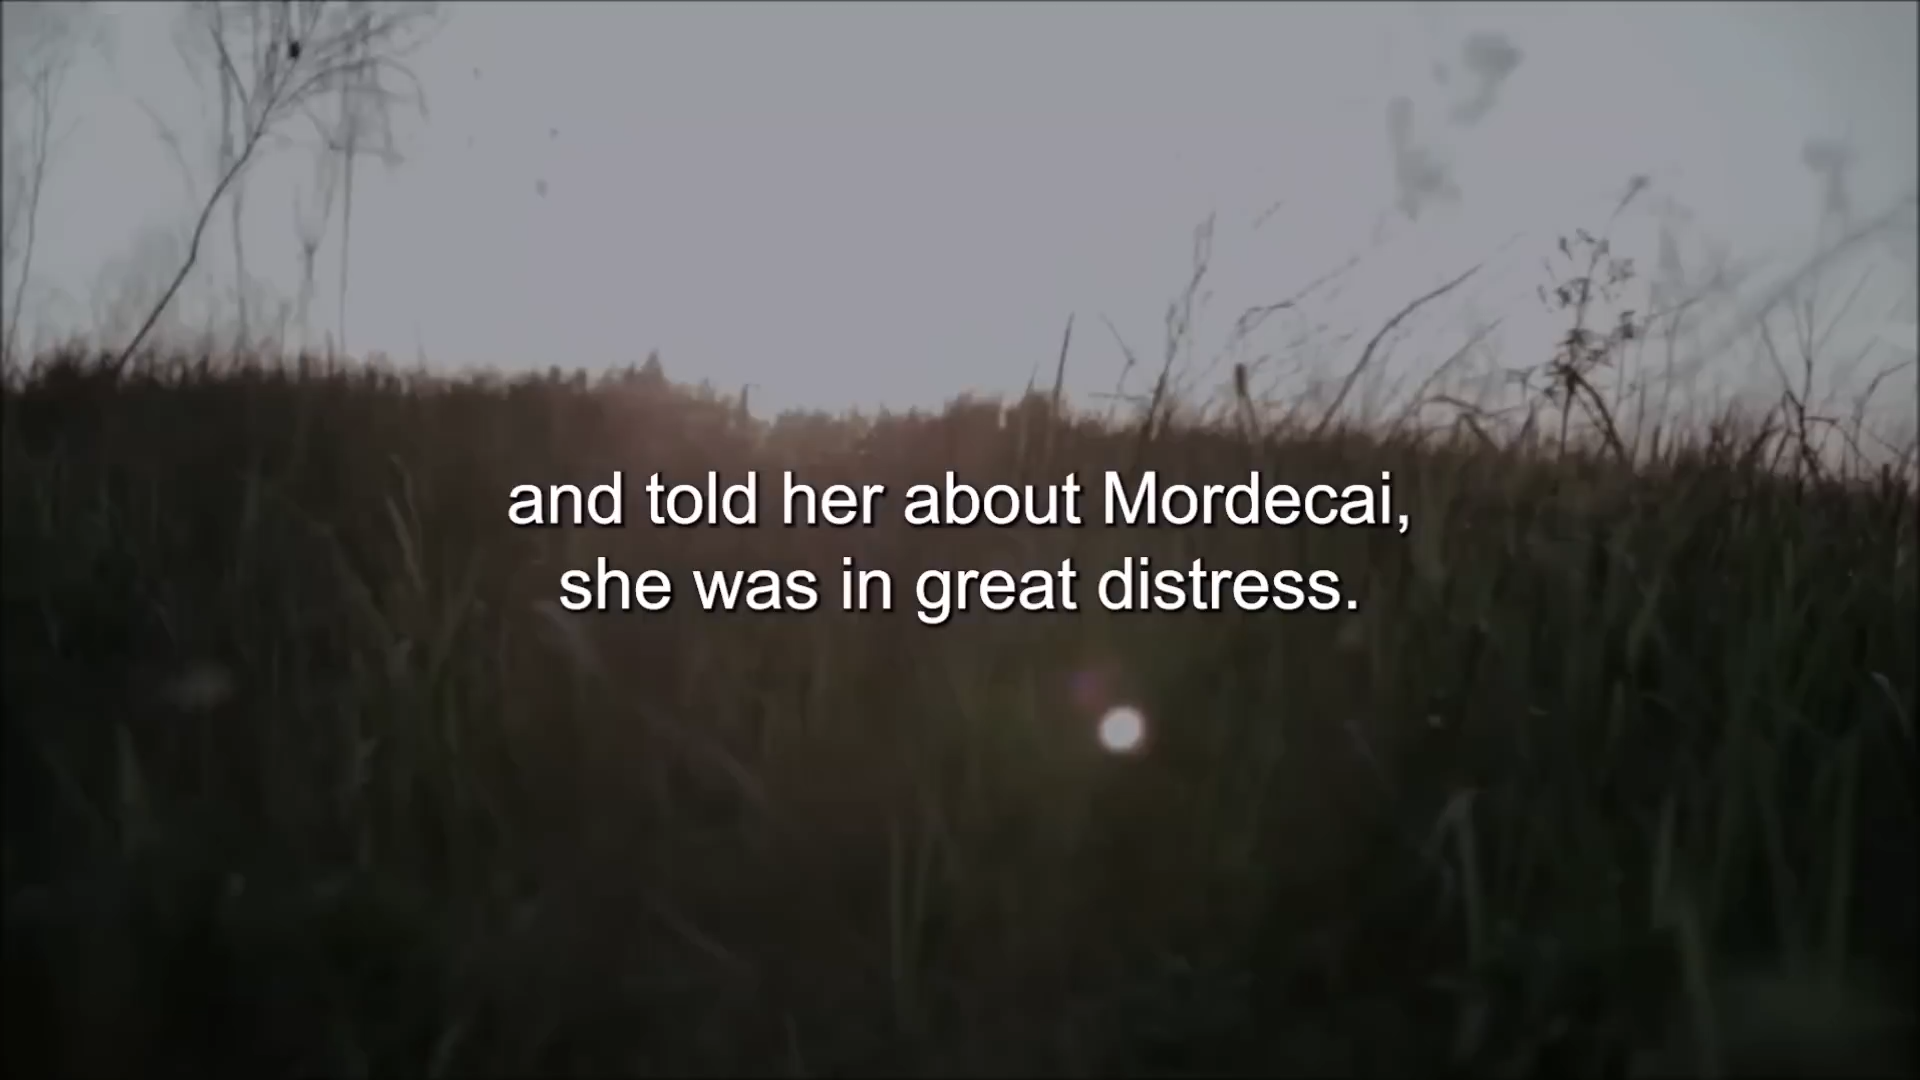 and told her about Mordecai,
she was in great distress.